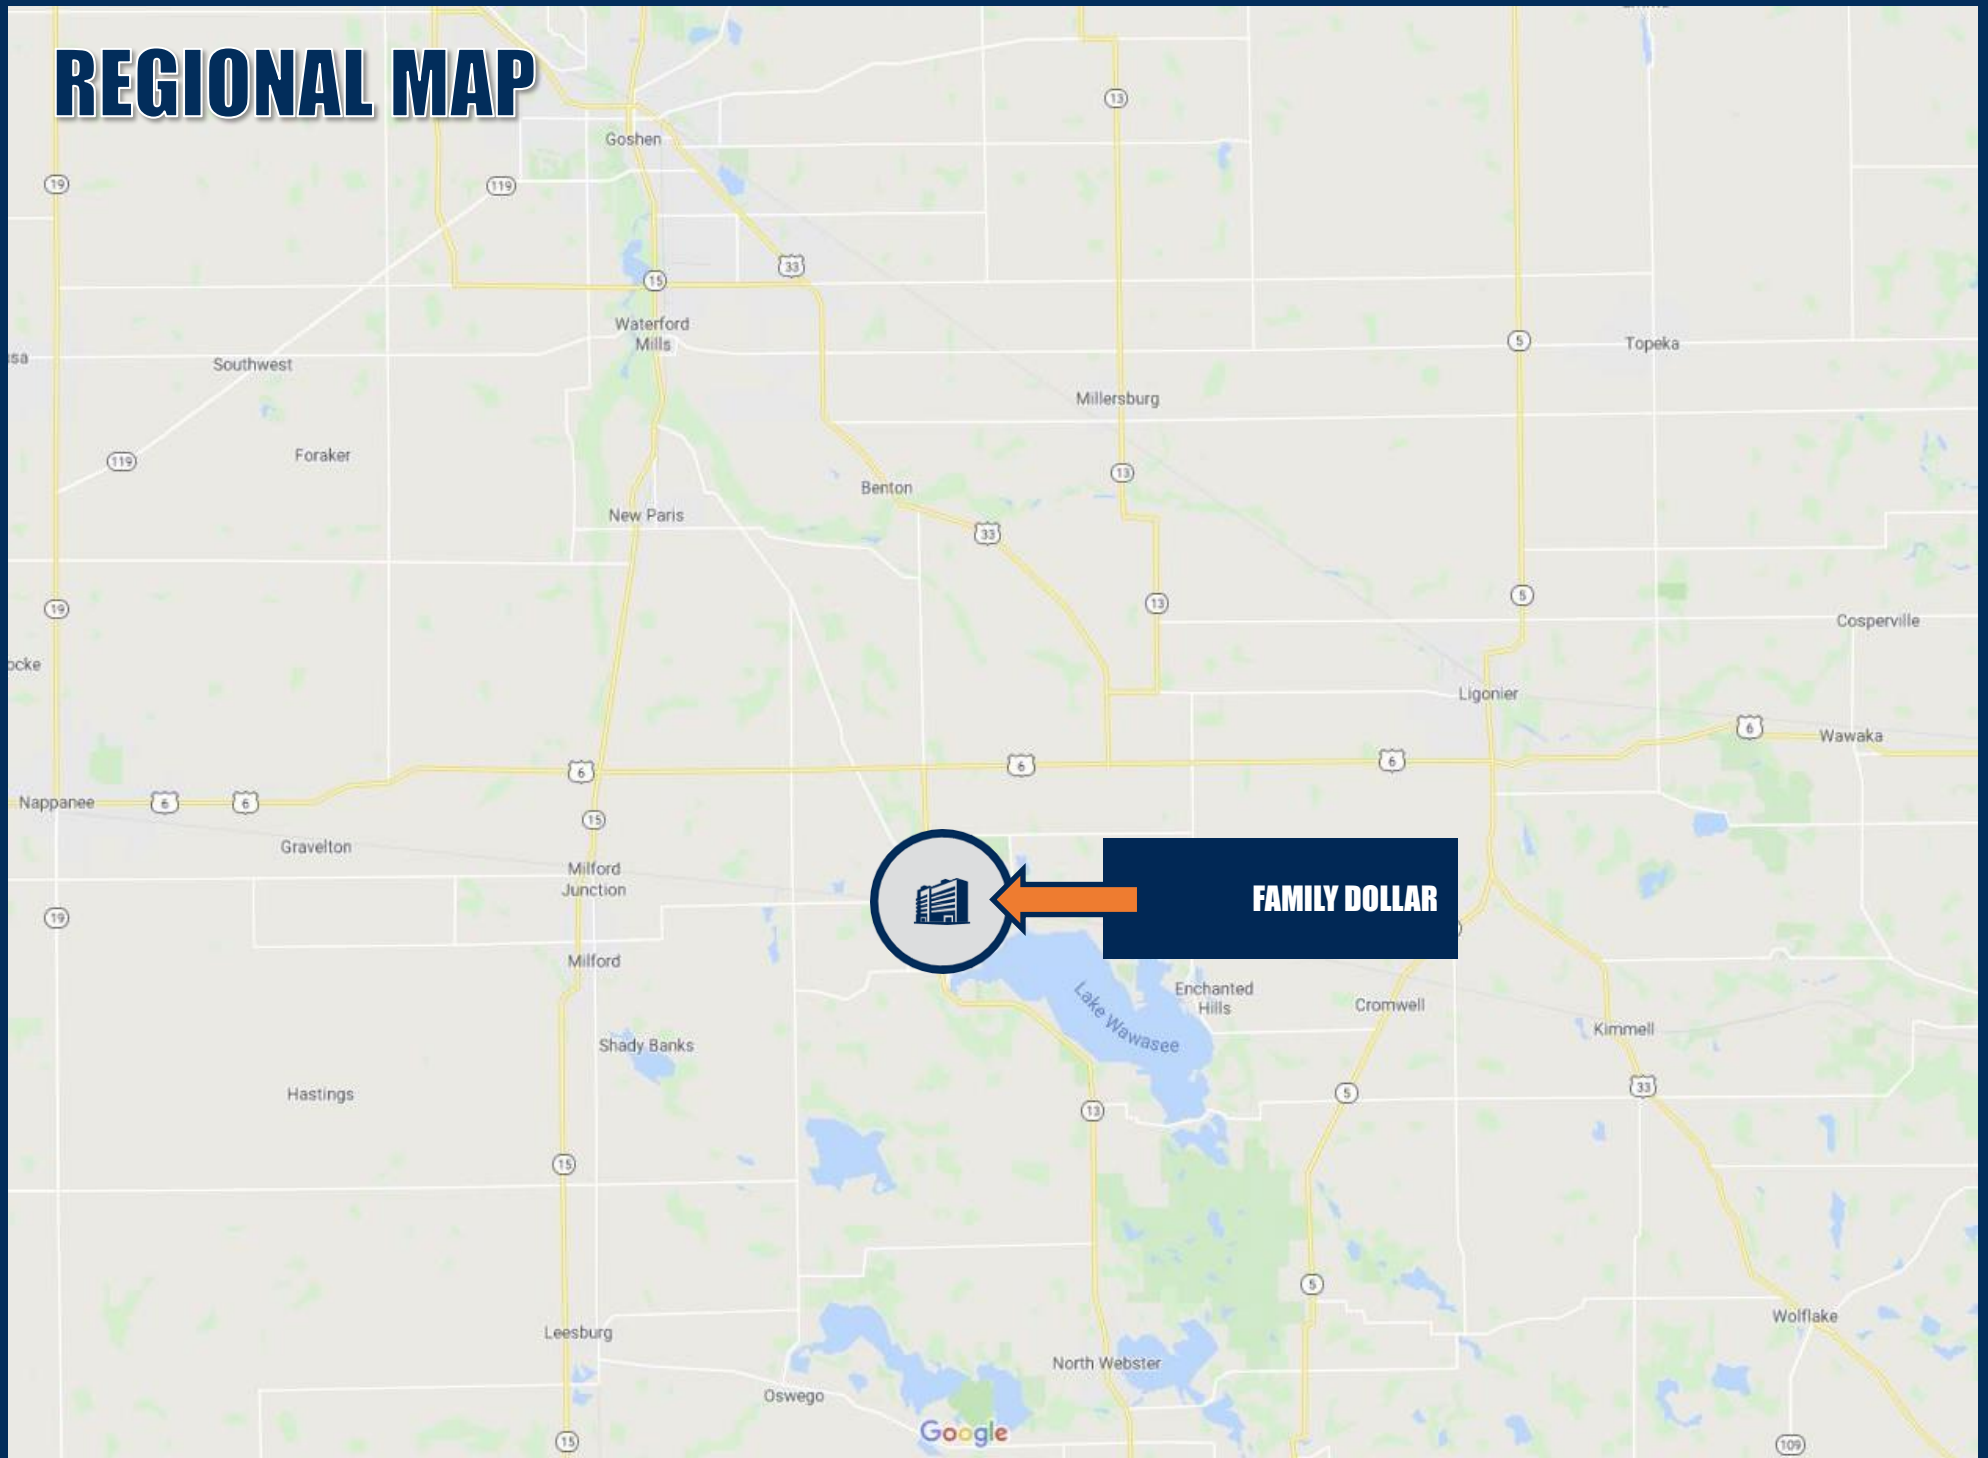 REGIONAL MAP
13
Goshen
19
119
33
15
Waterford
Mills
5
Topeka
Southwest
Millersburg
Foraker
119
13
Benton
New Paris
33
19
13
5
Cosperville
Ligonier
6
Wawaka
6
6
6
Nappanee
6
6
15
Gravelton
Milford
Junction
FAMILY DOLLAR
19
Milford
Lake Wawasee
Enchanted
Hills
Cromwell
Kimmell
Shady Banks
Hastings
33
5
13
15
5
Wolflake
Leesburg
North Webster
Oswego
Google
15
109